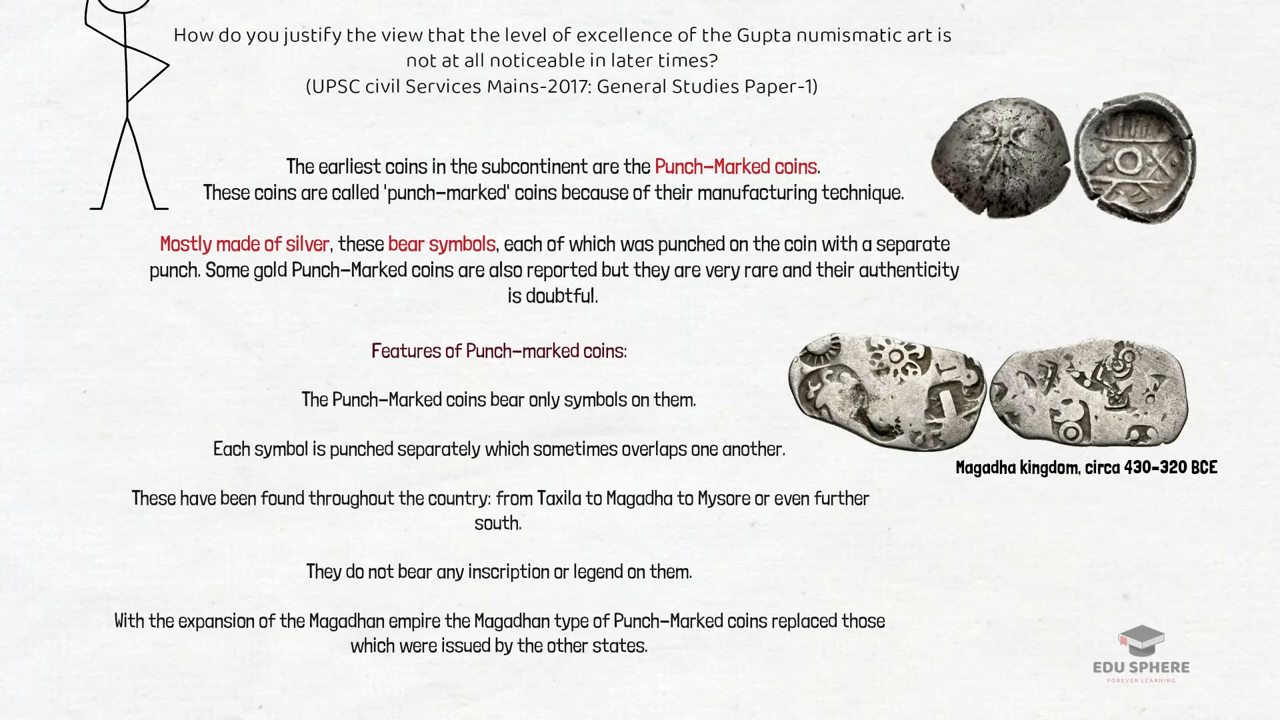 How do you justify the view that the level of excellence of the Gupta numismatic art is
not at all noticeable in later times?
(UPSC civil Services Mains-2017: General Studies Paper-1)
The earliest coins in the subcontinent are the Punch-Marked coins.
These coins are called 'punch-marked' coins because of their manufacturing technique.
Mostly made of silver, these bear symbols, each of which was punched on the coin with a separate
punch. Some gold Punch-Marked coins are also reported but they are very rare and their authenticity
is doubtful.
Features of Punch-marked coins:
The Punch-Marked coins bear only symbols on them.
Each symbol is punched separately which sometimes overlaps one another.
Magadha kingdom, circa 430-320 BCE
These have been found throughout the country: from Taxila to Magadha to Mysore or even further
south.
They do not bear any inscription or legend on them.
With the expansion of the Magadhan empire the Magadhan type of Punch-Marked coins replaced those
which were issued by the other states.
EDU SPHERE
FOREVER LEARNING